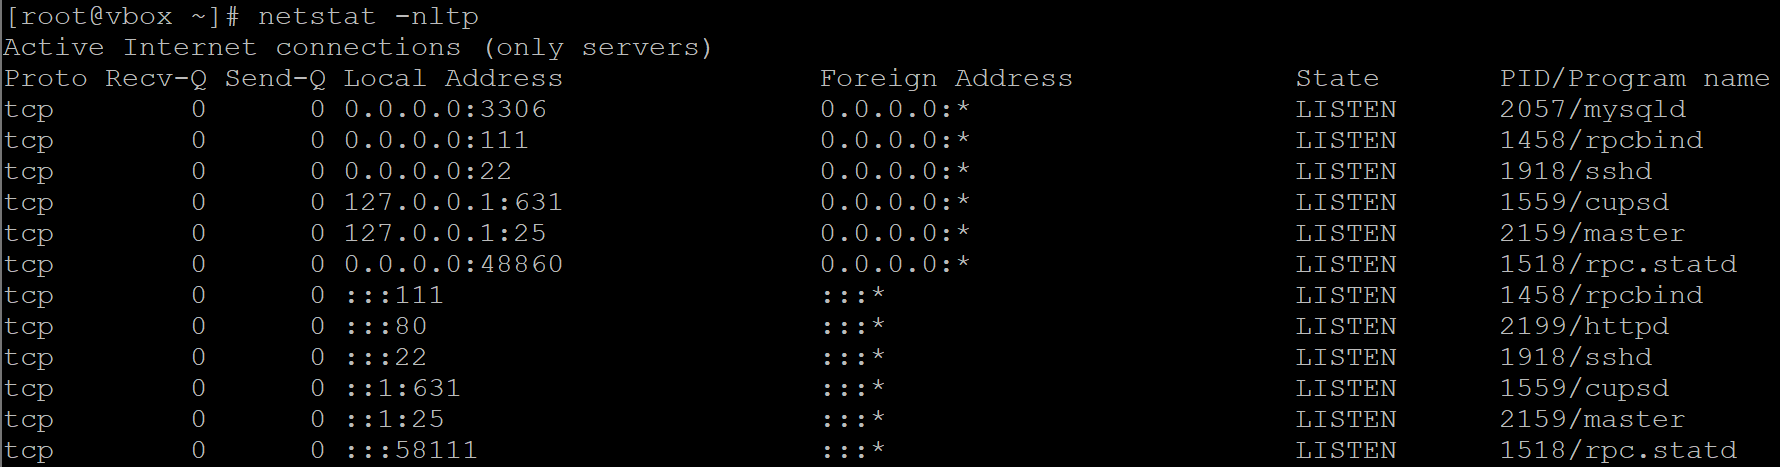 [root@vbox ~]# netstat -nltp
Active Internet connections (only servers)
Proto Recv-Q Send-Q Local Address               Foreign Address             State       PID/Program name
tcp        0      0 0.0.0.0:3306                0.0.0.0:*                   LISTEN      2057/mysqld
tcp        0      0 0.0.0.0:111                 0.0.0.0:*                   LISTEN      1458/rpcbind
tcp        0      0 0.0.0.0:22                  0.0.0.0:*                   LISTEN      1918/sshd
tcp        0      0 127.0.0.1:631               0.0.0.0:*                   LISTEN      1559/cupsd
tcp        0      0 127.0.0.1:25                0.0.0.0:*                   LISTEN      2159/master
tcp        0      0 0.0.0.0:48860               0.0.0.0:*                   LISTEN      1518/rpc.statd
tcp        0      0 :::111                      :::*                        LISTEN      1458/rpcbind
tcp        0      0 :::80                       :::*                        LISTEN      2199/httpd
tcp        0      0 :::22                       :::*                        LISTEN      1918/sshd
tcp        0      0 ::1:631                     :::*                        LISTEN      1559/cupsd
tcp        0      0 ::1:25                      :::*                        LISTEN      2159/master
tcp        0      0 :::58111                    :::*                        LISTEN      1518/rpc.statd